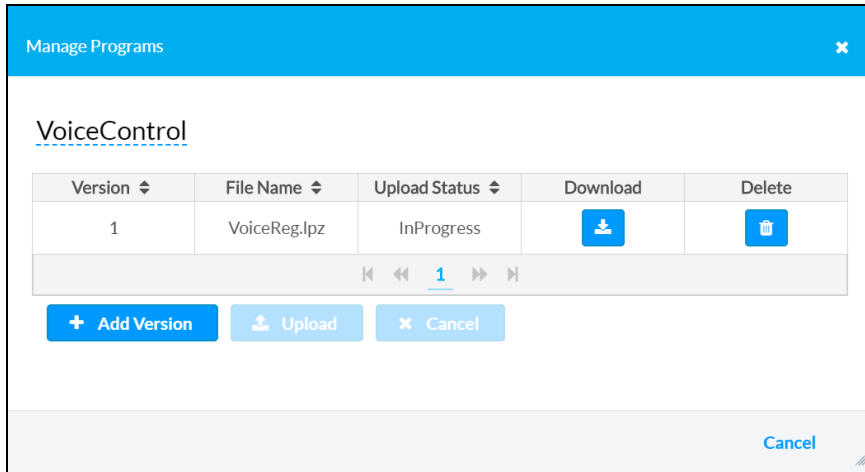 Manage Programs
VoiceControl
Version File Name Upload Status Download Delete
1 VoiceReg.lpz InProgress
1
Add Version Upload Cancel
Cancel